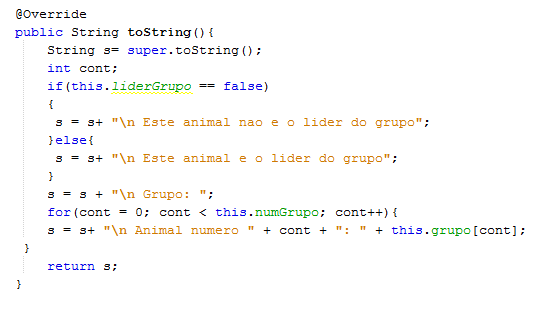 @Override
public String toString(){
String s= super.toString();
int cont;
if(this.liderGrupo == false)
{
s = s+ "\n Este animal nao e o lider do grupo";
}else{
s = s+ "\n Este animal e o lider do grupo";
}
s = s + "\n Grupo: ";
for(cont = 0; cont < this.numGrupo; cont++){
s = s+ "\n Animal numero " + cont + ": " + this.grupo[cont];
}
return s;
}